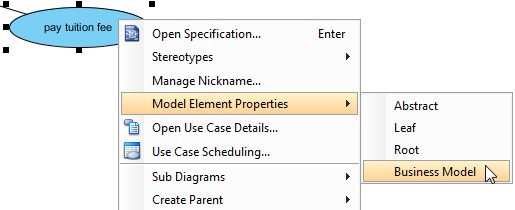 pay tuition fee
Open Specification... Enter
Stereotypes
Manage Nickname...
Model Element Properties
Open Use Case Details...
Use Case Scheduling...
Sub Diagrams
Create Parent
Abstract
Leaf
Root
Business Model